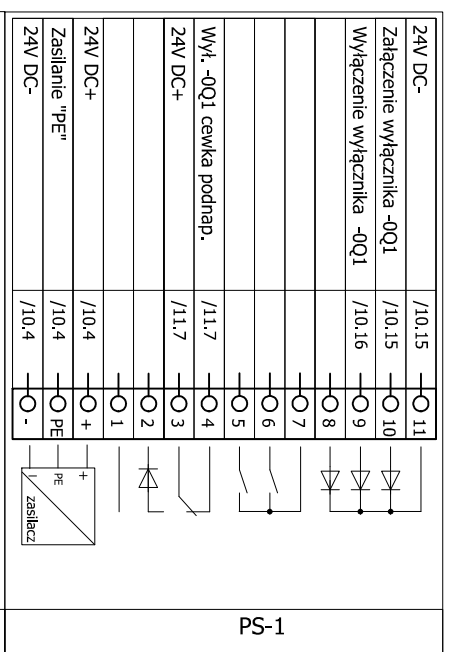 24V DC-
Załączenie wyłącznika -0Q1
Wyłączenie wyłącznika -0Q1
Wył. -0Q1 cewka podnap.
24V DC+
24V DC+
Zasilanie "PE"
24V DC-
/10.15
/10.15
/10.16
/11.7
/11.7
/10.4
/10.4
/10.4
11
10
9
8
7
6
5
4
3
2
1
+
PE
-
+
PE
-
zasilacz
PS-1